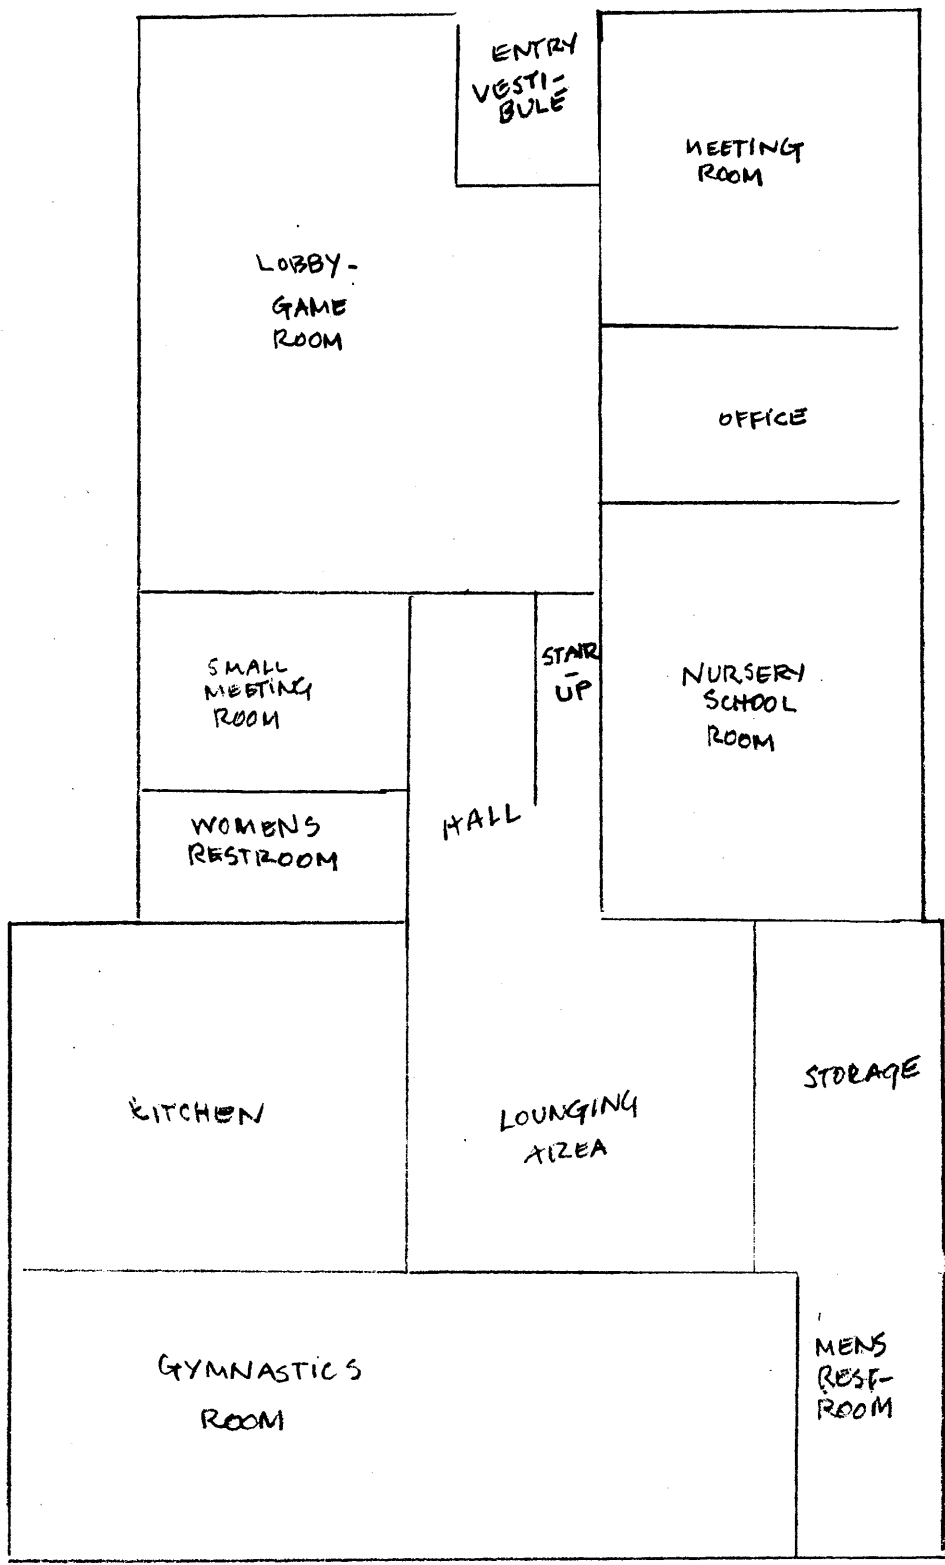 ENTRY
VESTI-
BULE
MEETING
ROOM
LOBBY-
GAME
ROOM
OFFICE
STAIR
-
UP
SMALL
MEETING
ROOM
NURSERY
SCHOOL
ROOM
HALL
WOMENS
RESTROOM
STORAGE
KITCHEN
LOUNGING
AREA
MENS
REST-
ROOM
GYMNASTICS
ROOM